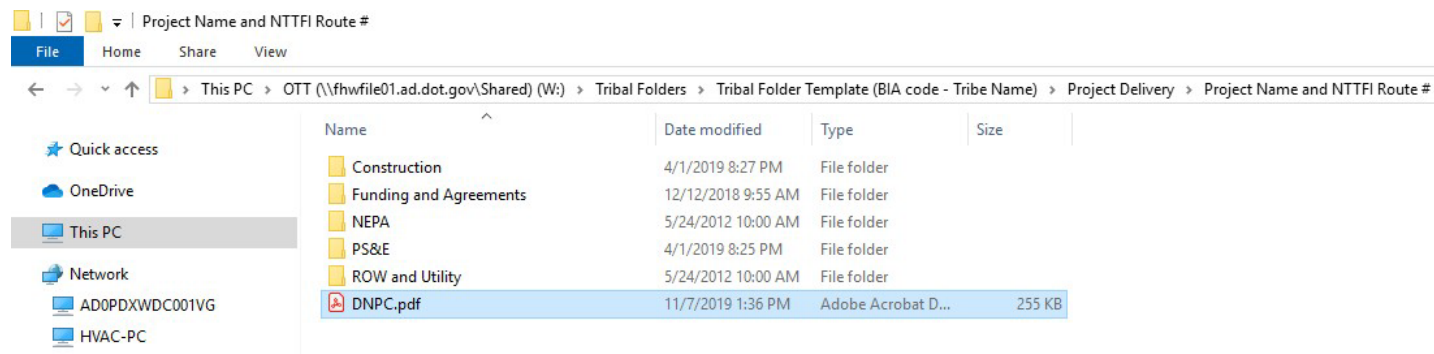 Project Name and NTTFI Route #
File Home Share View
This PC > OTT (\\fhwfile01.ad.dot.gov\Shared) (W:) > Tribal Folders > Tribal Folder Template (BIA code - Tribe Name) > Project Delivery > Project Name and NTTFI Route #
Name Date modified Type Size
Quick access
OneDrive
This PC
Network
AD0PDXWDC001VG
HVAC-PC
Construction 4/1/2019 8:27 PM File folder
Funding and Agreements 12/12/2018 9:55 AM File folder
NEPA 5/24/2012 10:00 AM File folder
PS&E 4/1/2019 8:25 PM File folder
ROW and Utility 5/24/2012 10:00 AM File folder
DNPC.pdf 11/7/2019 1:36 PM Adobe Acrobat D... 255 KB